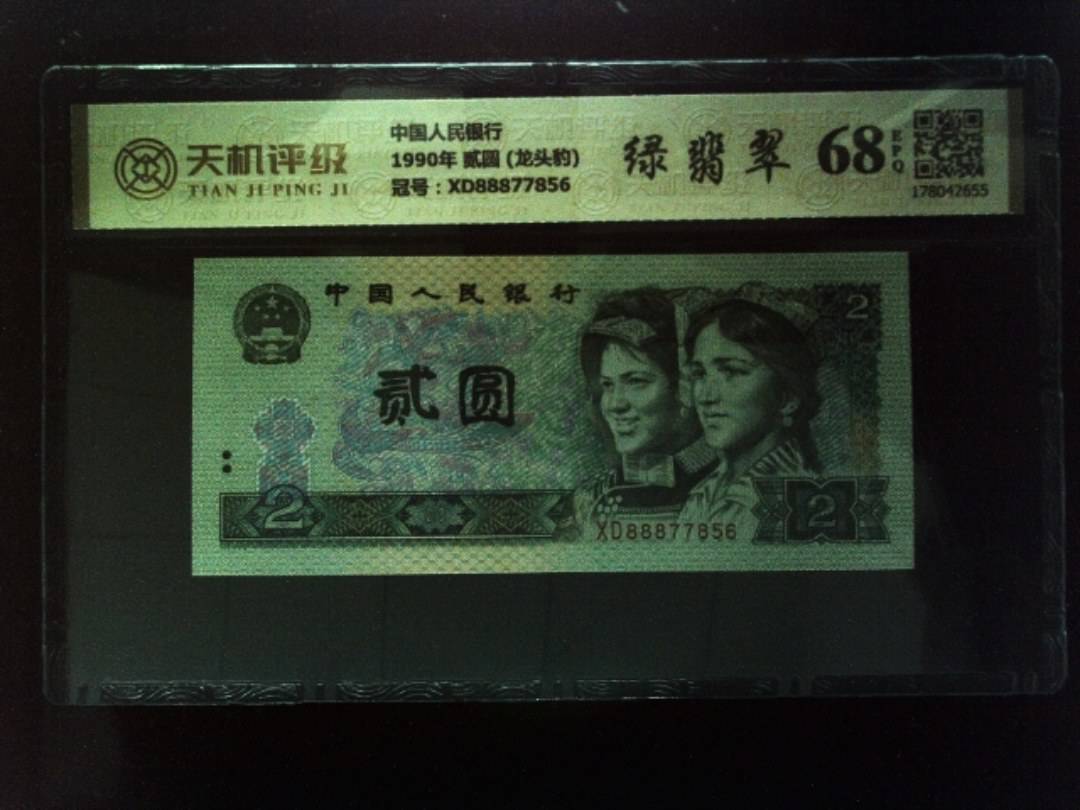 天机评级
TIAN JI PING JI
中国人民银行
1990年 贰圆 (龙头豹)
冠号：XD88877856
绿翡翠
68
EPQ
178042655
中国人民银行
2
贰圆
2
XD88877856
2